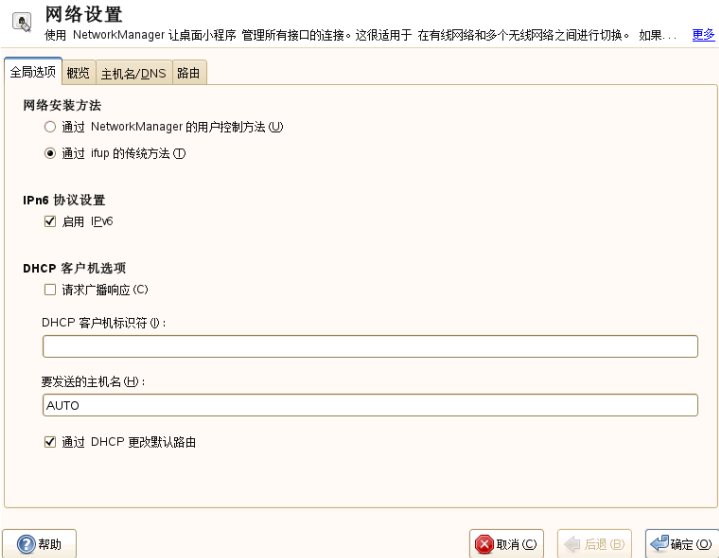 网络设置
使用 NetworkManager 让桌面小程序 管理所有接口的连接。这很适用于 在有线网络和多个无线网络之间进行切换。 如果... 更多
全局选项 概览 主机名/DNS 路由
网络安装方法
通过 NetworkManager 的用户控制方法(U)
通过 ifup 的传统方法(T)
IPn6 协议设置
启用 IPv6
DHCP 客户机选项
请求广播响应(C)
DHCP 客户机标识符(I):
要发送的主机名(H):
AUTO
通过 DHCP 更改默认路由
帮助 取消(C) 后退(B) 确定(O)